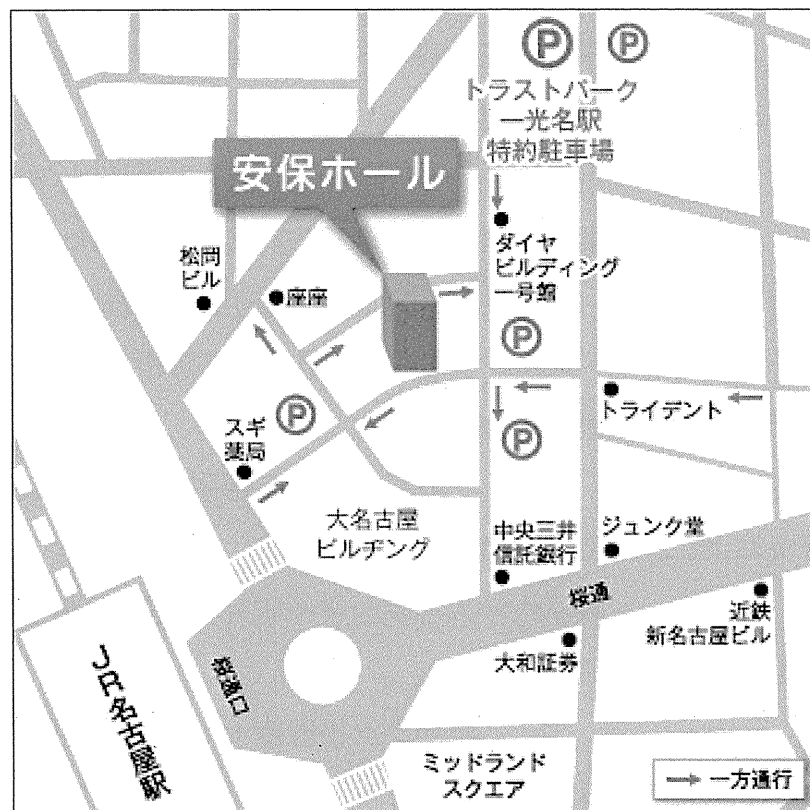 P
P
トラストパーク
一光名駅
特約駐車場
安保ホール
松岡
ビル
座座
ダイヤ
ビルディング
一号館
P
トライデント
P
スギ
薬局
P
大名古屋
ビルヂング
中央三井
信託銀行
ジュンク堂
桜通
近鉄
新名古屋ビル
大和証券
桜通口
JR名古屋駅
ミッドランド
スクエア
一方通行